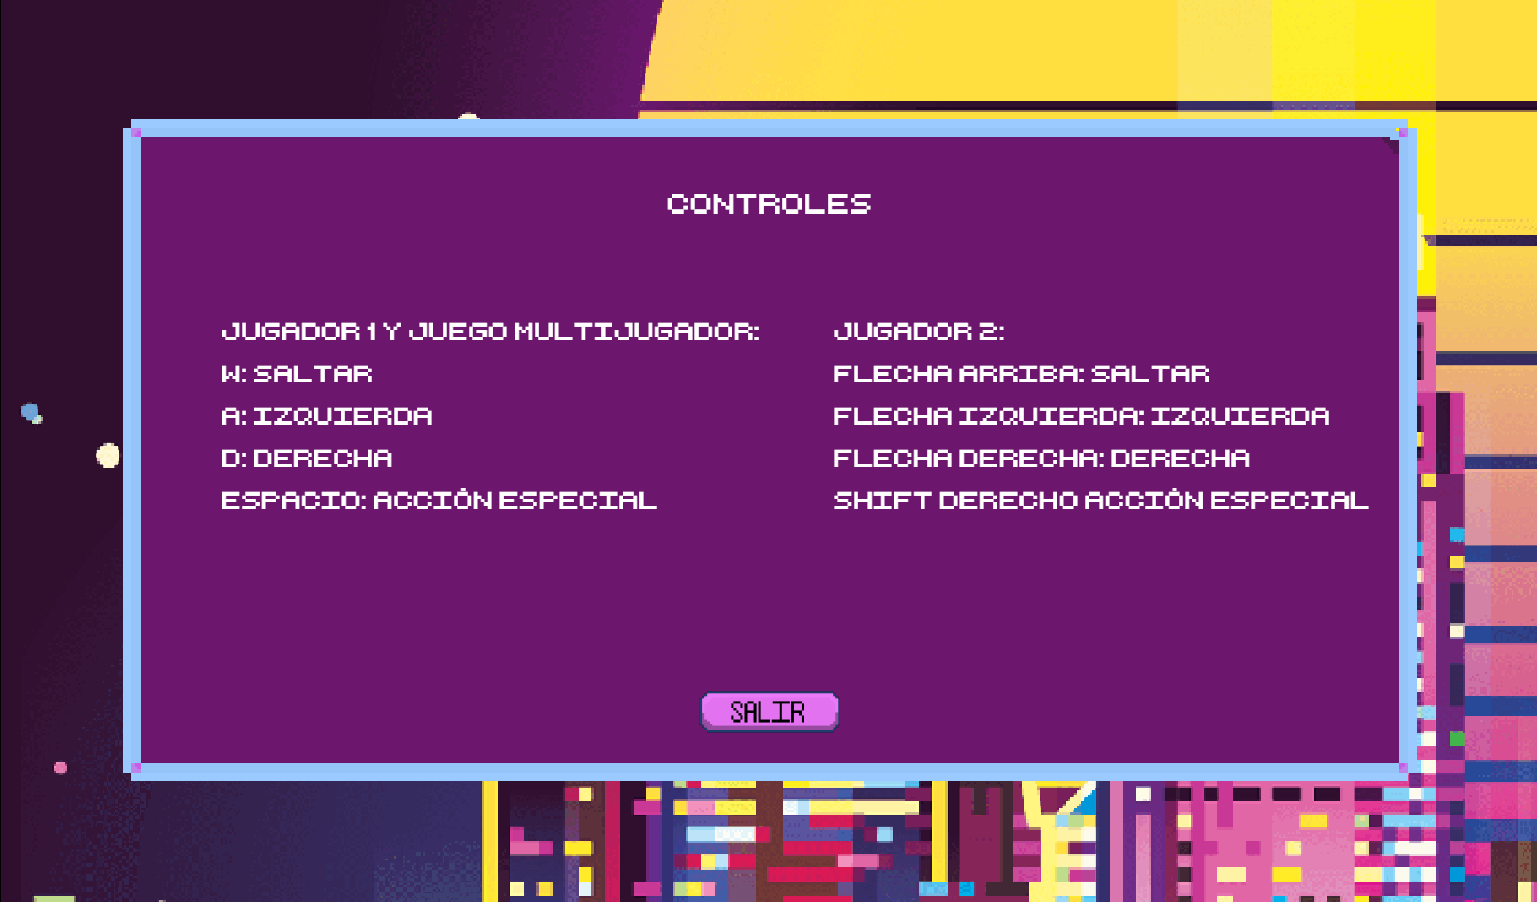 CONTROLES
JUGADOR 1 Y JUEGO MULTIJUGADOR:
W: SALTAR
A: IZQUIERDA
D: DERECHA
ESPACIO: ACCIÓN ESPECIAL
JUGADOR 2:
FLECHA ARRIBA: SALTAR
FLECHA IZQUIERDA: IZQUIERDA
FLECHA DERECHA: DERECHA
SHIFT DERECHO ACCIÓN ESPECIAL
SALIR